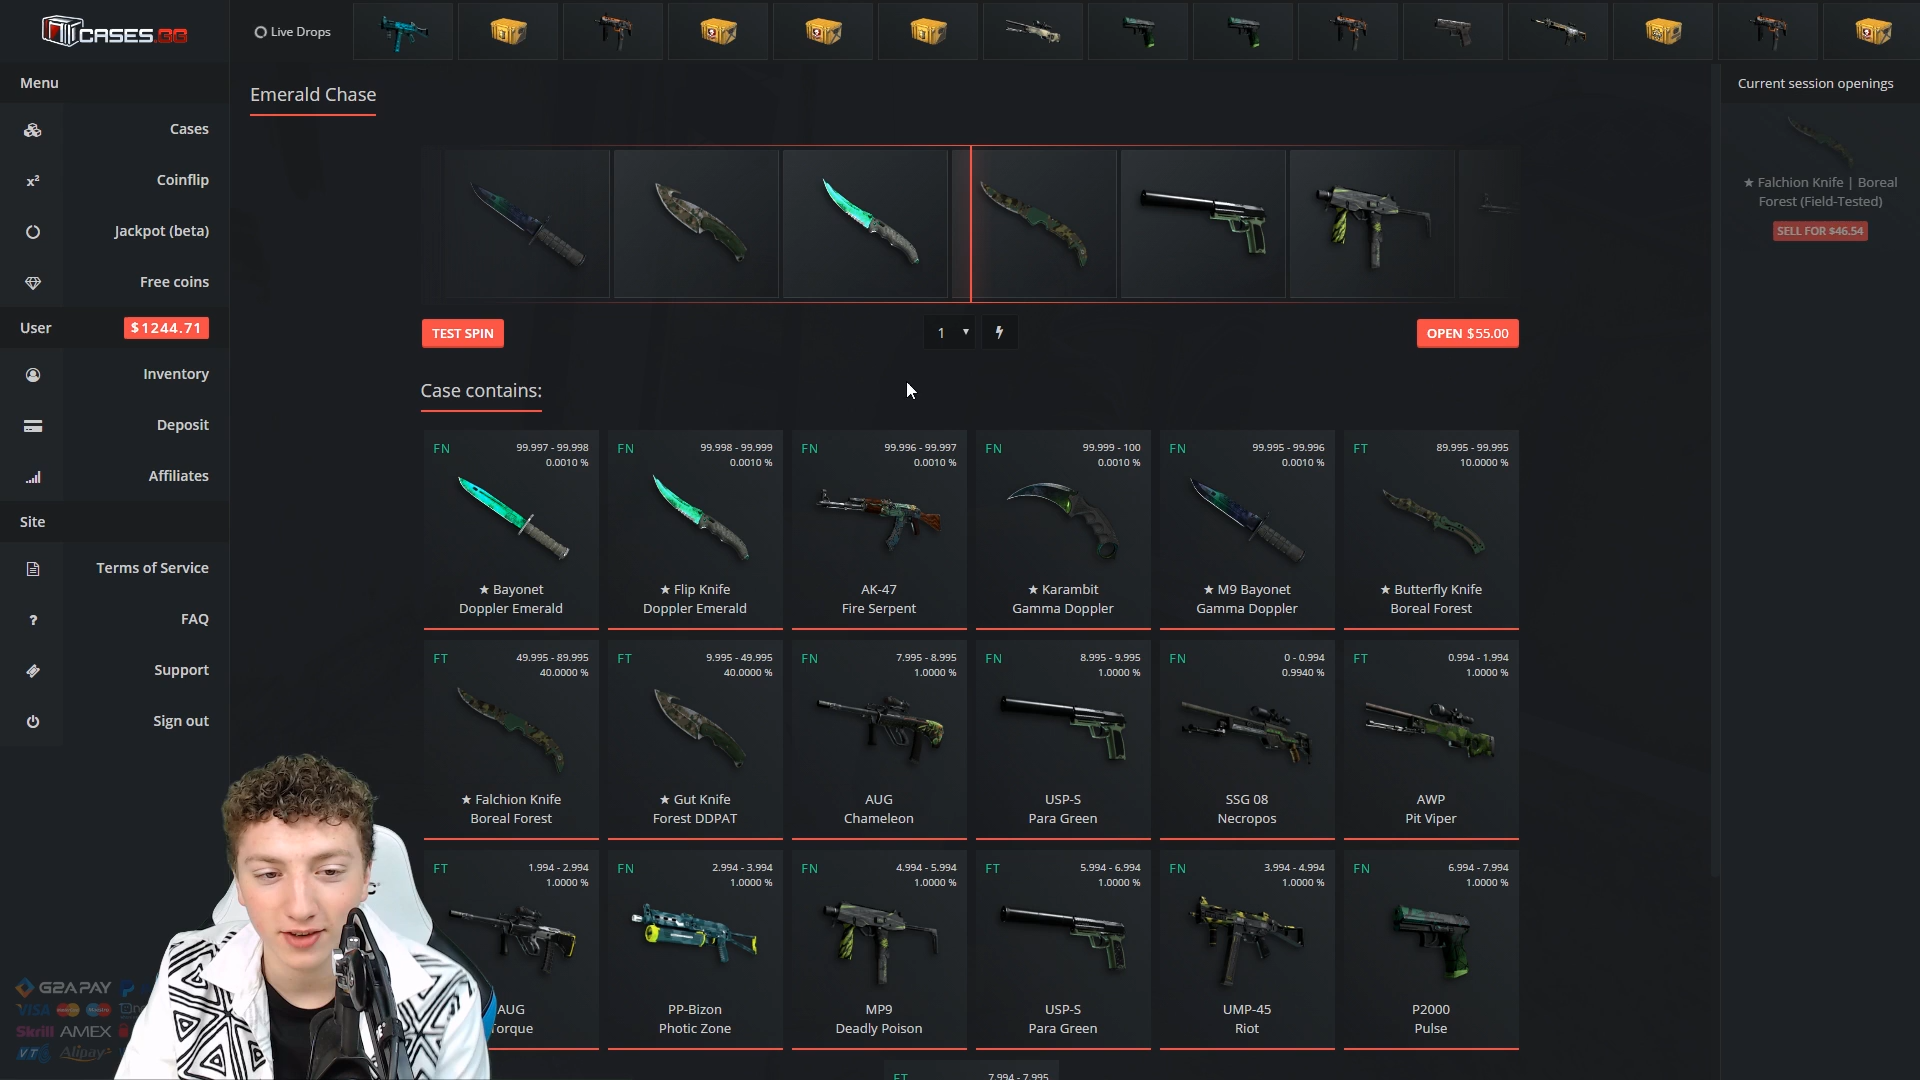 CASES.GG
Live Drops
Menu
Cases
x² Coinflip
Jackpot (beta)
Free coins
User $1244.71
Inventory
Deposit
Affiliates
Site
Terms of Service
? FAQ
Support
Sign out
G2A PAY
VISA
Skrill AMEX
Alipay
Emerald Chase
TEST SPIN
1
OPEN $55.00
Case contains:
FN 99.997 - 99.998
0.0010 %
★ Bayonet
Doppler Emerald
FN 99.998 - 99.999
0.0010 %
★ Flip Knife
Doppler Emerald
FN 99.996 - 99.997
0.0010 %
AK-47
Fire Serpent
FN 99.999 - 100
0.0010 %
★ Karambit
Gamma Doppler
FN 99.995 - 99.996
0.0010 %
★ M9 Bayonet
Gamma Doppler
FT 89.995 - 99.995
10.0000 %
★ Butterfly Knife
Boreal Forest
FT 49.995 - 89.995
40.0000 %
★ Falchion Knife
Boreal Forest
FT 9.995 - 49.995
40.0000 %
★ Gut Knife
Forest DDPAT
FN 7.995 - 8.995
1.0000 %
AUG
Chameleon
FN 8.995 - 9.995
1.0000 %
USP-S
Para Green
FN 0 - 0.994
0.9940 %
SSG 08
Necropos
FT 0.994 - 1.994
1.0000 %
AWP
Pit Viper
FT 1.994 - 2.994
1.0000 %
AUG
Torque
FN 2.994 - 3.994
1.0000 %
PP-Bizon
Photic Zone
FN 4.994 - 5.994
1.0000 %
MP9
Deadly Poison
FT 5.994 - 6.994
1.0000 %
USP-S
Para Green
FN 3.994 - 4.994
1.0000 %
UMP-45
Riot
FN 6.994 - 7.994
1.0000 %
P2000
Pulse
FT 7.994 - 7.995
Current session openings
★ Falchion Knife | Boreal
Forest (Field-Tested)
SELL FOR $46.54